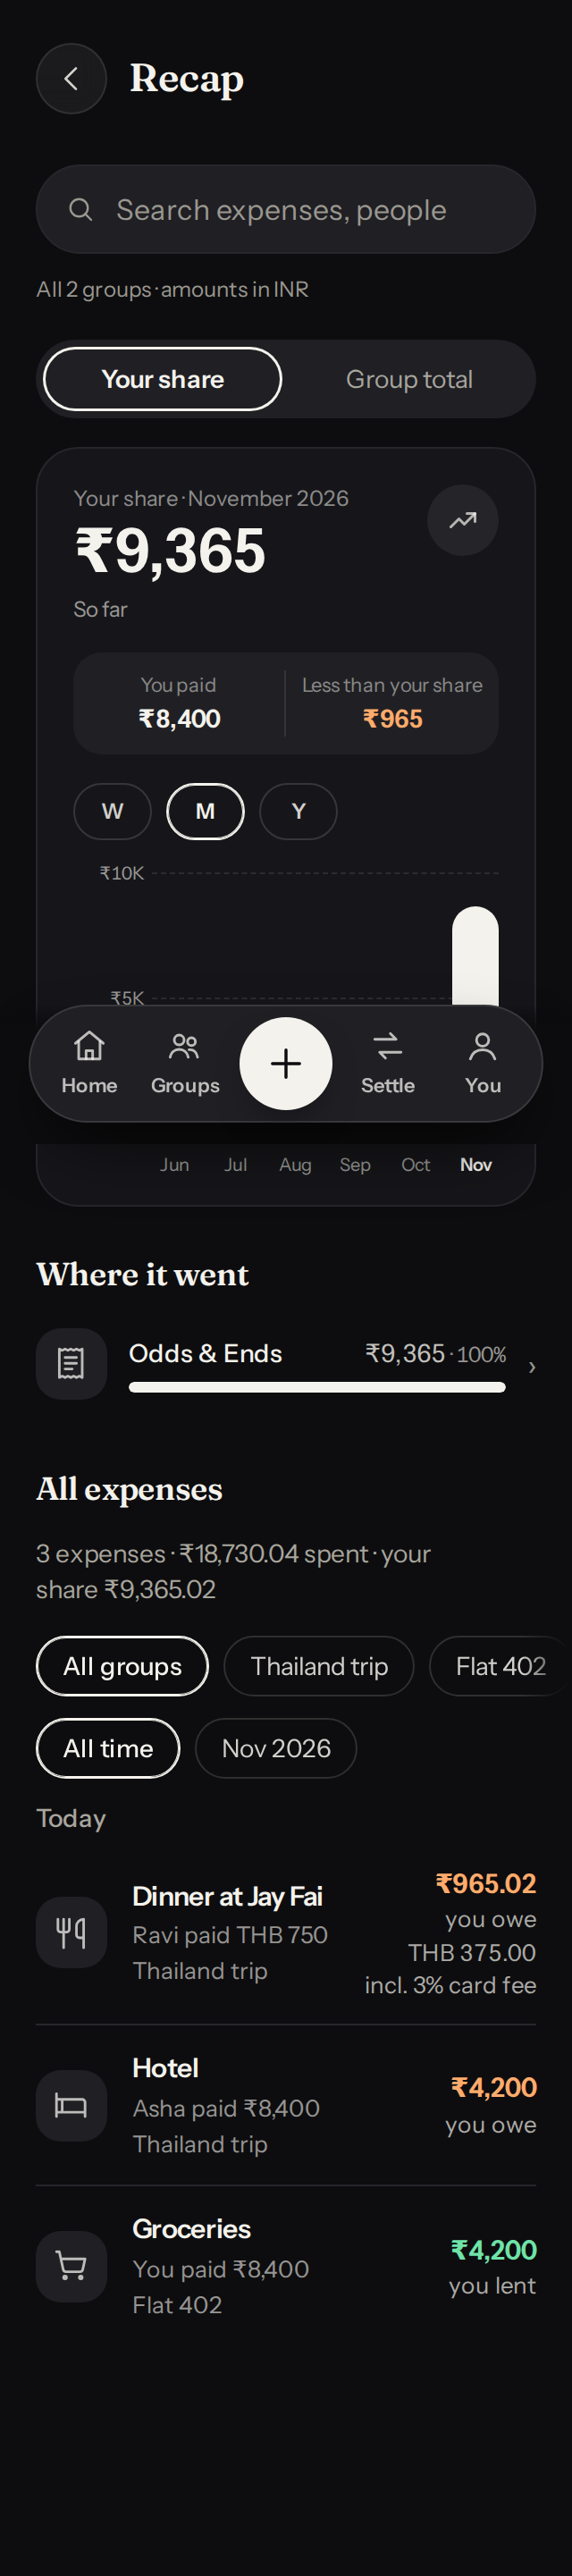 Recap
Search expenses, people
All 2 groups · amounts in INR
Your share
Group total
Your share · November 2026
₹9,365
So far
You paid
₹8,400
Less than your share
₹965
W
M
Y
₹10K
₹5K
Home
Groups
Settle
You
Jun
Jul
Aug
Sep
Oct
Nov
Where it went
Odds & Ends
₹9,365 · 100%
All expenses
3 expenses · ₹18,730.04 spent · your
share ₹9,365.02
All groups
Thailand trip
Flat 402
All time
Nov 2026
Today
Dinner at Jay Fai
Ravi paid THB 750
Thailand trip
₹965.02
you owe
THB 375.00
incl. 3% card fee
Hotel
Asha paid ₹8,400
Thailand trip
₹4,200
you owe
Groceries
You paid ₹8,400
Flat 402
₹4,200
you lent